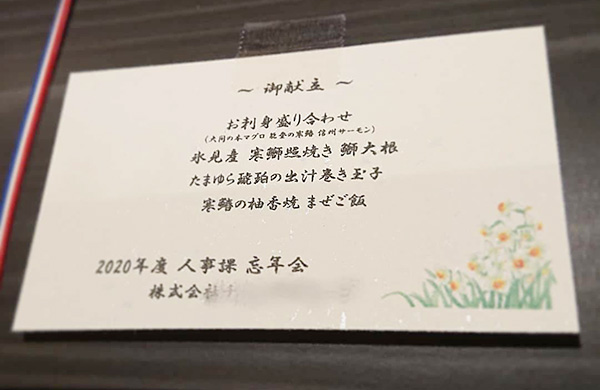 ～ 御献立 ～
お刺身盛り合わせ
(大間の本マグロ 能登の寒鰤 信州サーモン)
氷見産 寒鰤照焼き 鰤大根
たまゆら琥珀の出汁巻き玉子
寒鰆の柚香焼 まぜご飯
2020年度 人事課 忘年会
株式会社